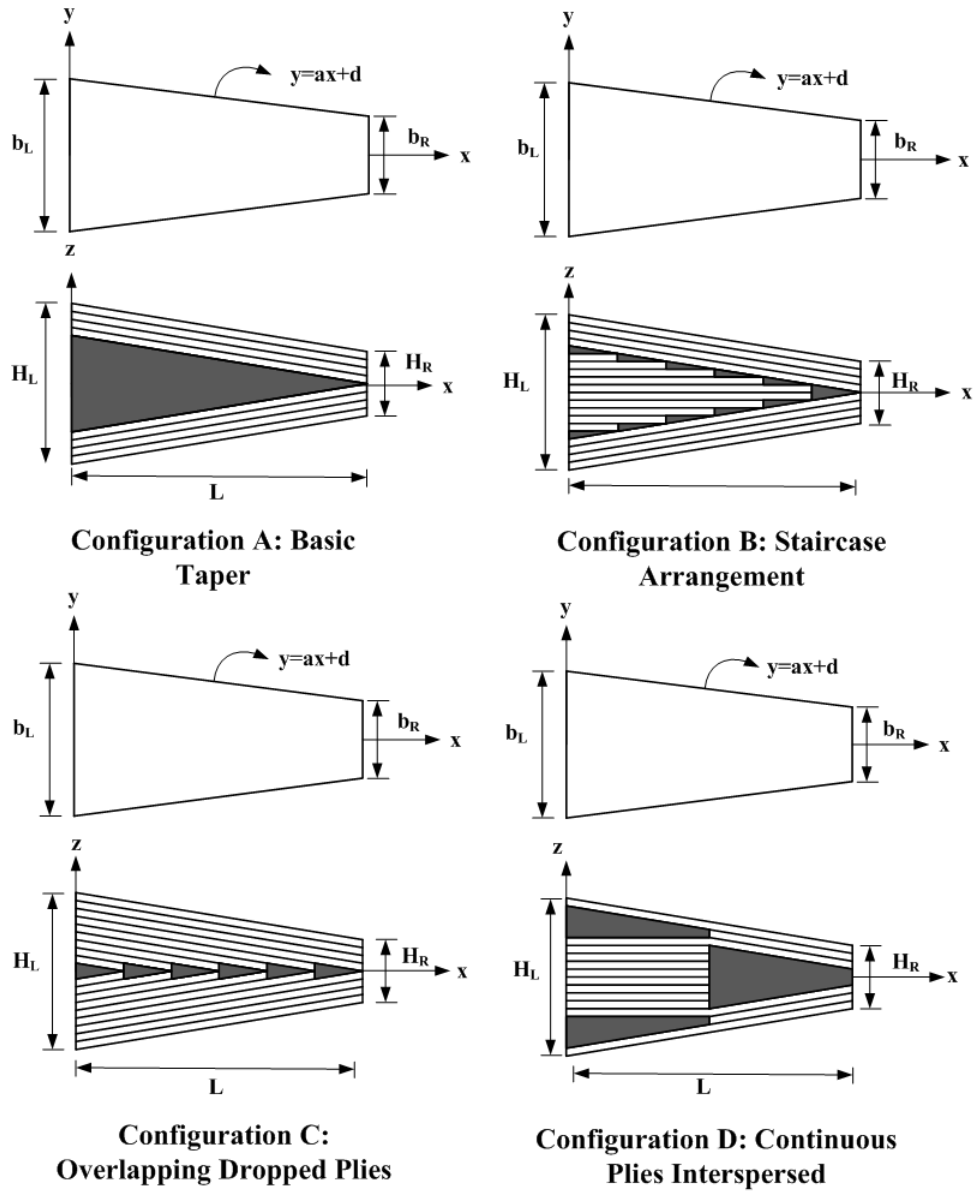 y
y=ax+d
b_L
b_R
x
z
H_L
H_R
x
L
Configuration A: Basic
Taper
y
y=ax+d
b_L
b_R
x
z
H_L
H_R
x
Configuration B: Staircase
Arrangement
y
y=ax+d
b_L
b_R
x
z
H_L
H_R
x
L
Configuration C:
Overlapping Dropped Plies
y
y=ax+d
b_L
b_R
x
z
H_L
H_R
x
L
Configuration D: Continuous
Plies Interspersed